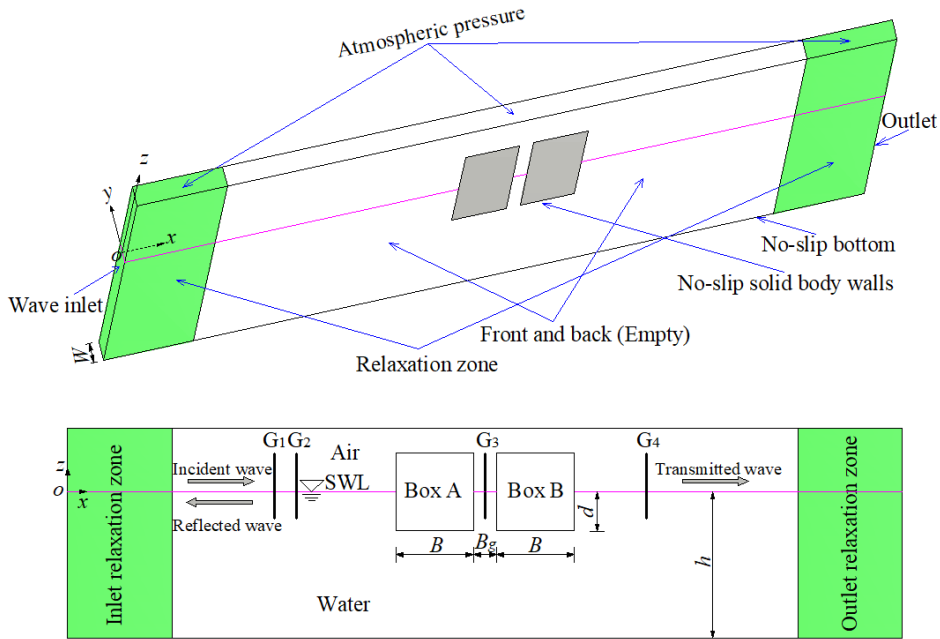 Atmospheric pressure
z
y
x
o
Outlet
No-slip bottom
No-slip solid body walls
Wave inlet
Front and back (Empty)
Relaxation zone
W
G1 G2 G3 G4
Air
SWL
Incident wave
Reflected wave
Transmitted wave
z
o
x
Box A
Box B
d
B Bg B
h
Water
Inlet relaxation zone
Outlet relaxation zone